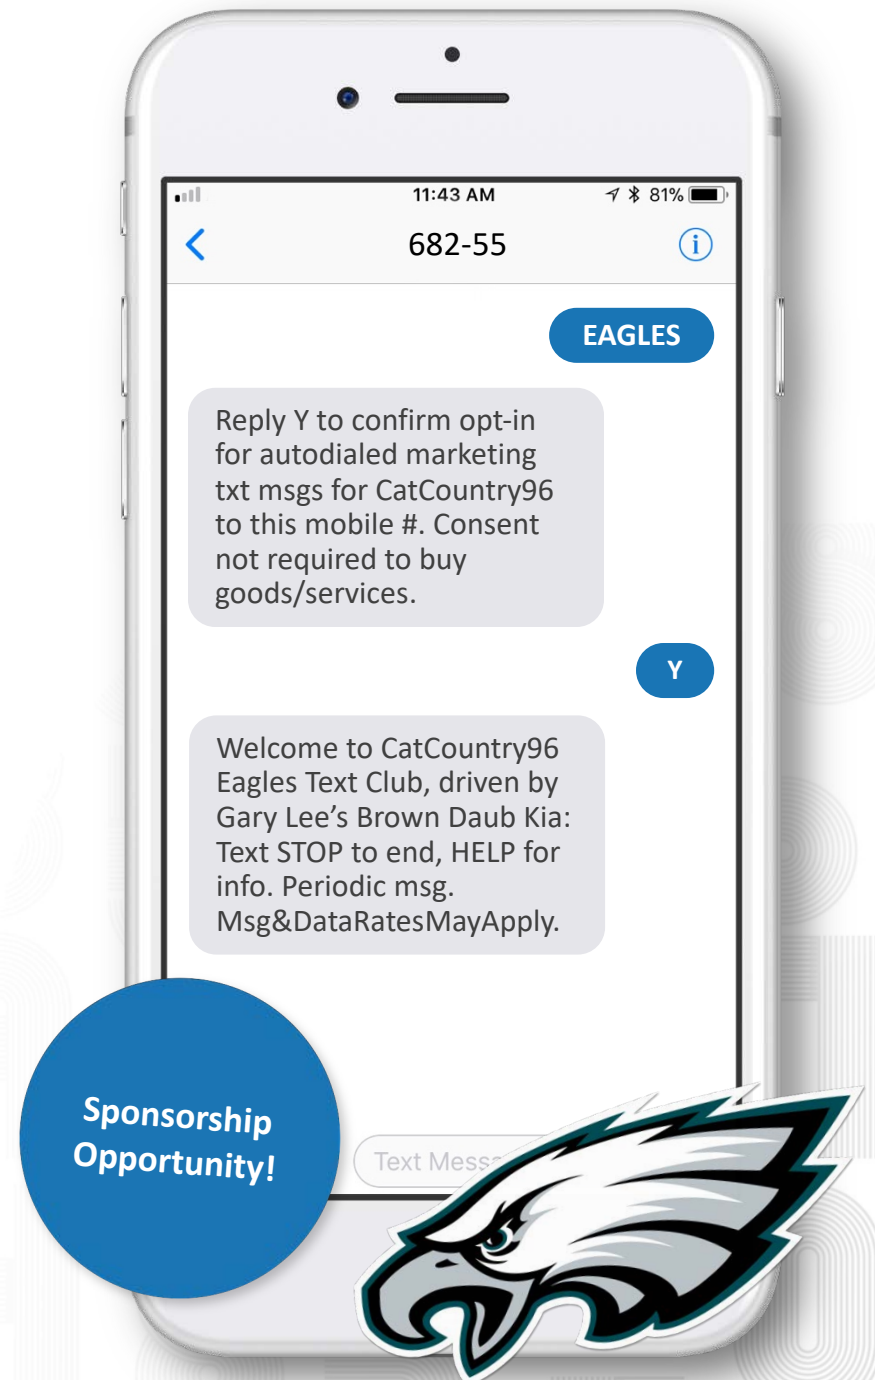 11:43 AM
81%
682-55
EAGLES
Reply Y to confirm opt-in
for autodialed marketing
txt msgs for CatCountry96
to this mobile #. Consent
not required to buy
goods/services.
Y
Welcome to CatCountry96
Eagles Text Club, driven by
Gary Lee’s Brown Daub Kia:
Text STOP to end, HELP for
info. Periodic msg.
Msg&DataRatesMayApply.
Sponsorship
Opportunity!
Text Mess